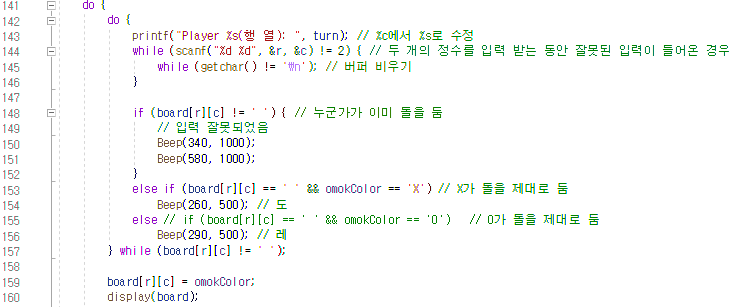 141 do {
142 do {
143 printf("Player %s(행 열): ", turn); // %c에서 %s로 수정
144 while (scanf("%d %d", &r, &c) != 2) { // 두 개의 정수를 입력 받는 동안 잘못된 입력이 들어온 경우
145 while (getchar() != '₩n'); // 버퍼 비우기
146 }
147
148 if (board[r][c] != ' ') { // 누군가가 이미 돌을 둠
149 // 입력 잘못되었음
150 Beep(340, 1000);
151 Beep(580, 1000);
152 }
153 else if (board[r][c] == ' ' && omokColor == 'X') // X가 돌을 제대로 둠
154 Beep(260, 500); // 도
155 else // if (board[r][c] == ' ' && omokColor == 'O') // O가 돌을 제대로 둠
156 Beep(290, 500); // 레
157 } while (board[r][c] != ' ');
158
159 board[r][c] = omokColor;
160 display(board);